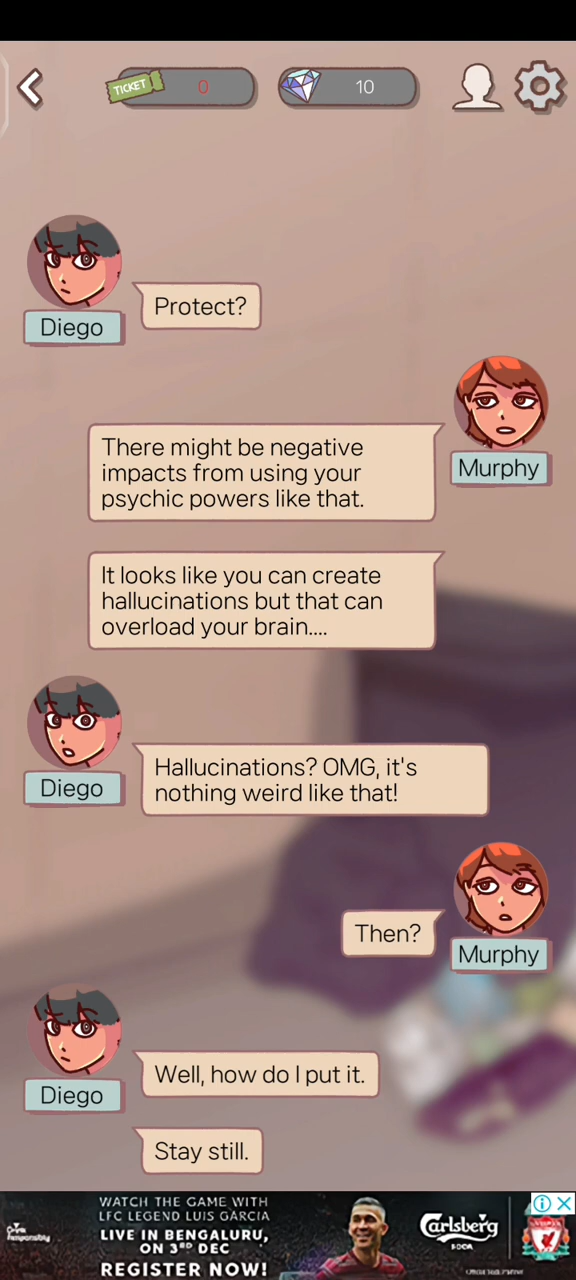 TICKET
0
10
Protect?
Diego
There might be negative
impacts from using your
psychic powers like that.
Murphy
It looks like you can create
hallucinations but that can
overload your brain....
Hallucinations? OMG, it's
nothing weird like that!
Diego
Then?
Murphy
Well, how do I put it.
Diego
Stay still.
WATCH THE GAME WITH
LFC LEGEND LUIS GARCIA
LIVE IN BENGALURU,
ON 3RD DEC
REGISTER NOW!
Carlsberg
SODA